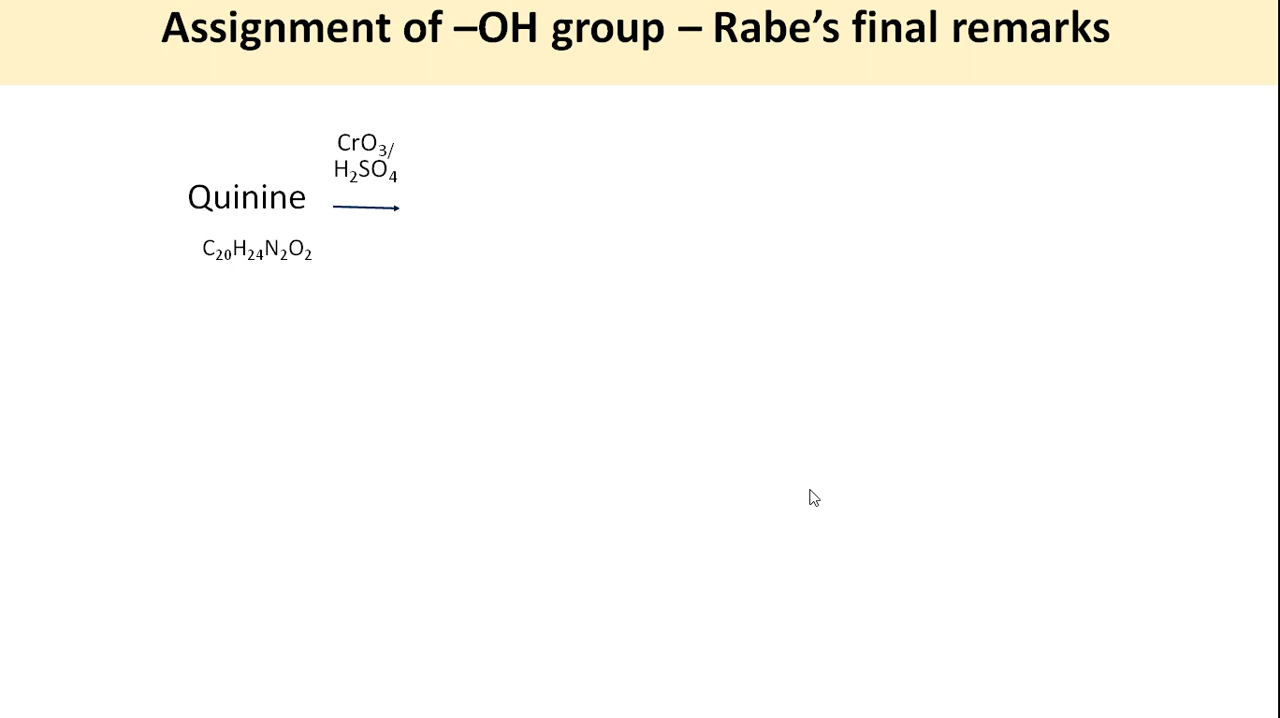 Assignment of –OH group – Rabe's final remarks
CrO₃/
H₂SO₄
Quinine
C₂₀H₂₄N₂O₂